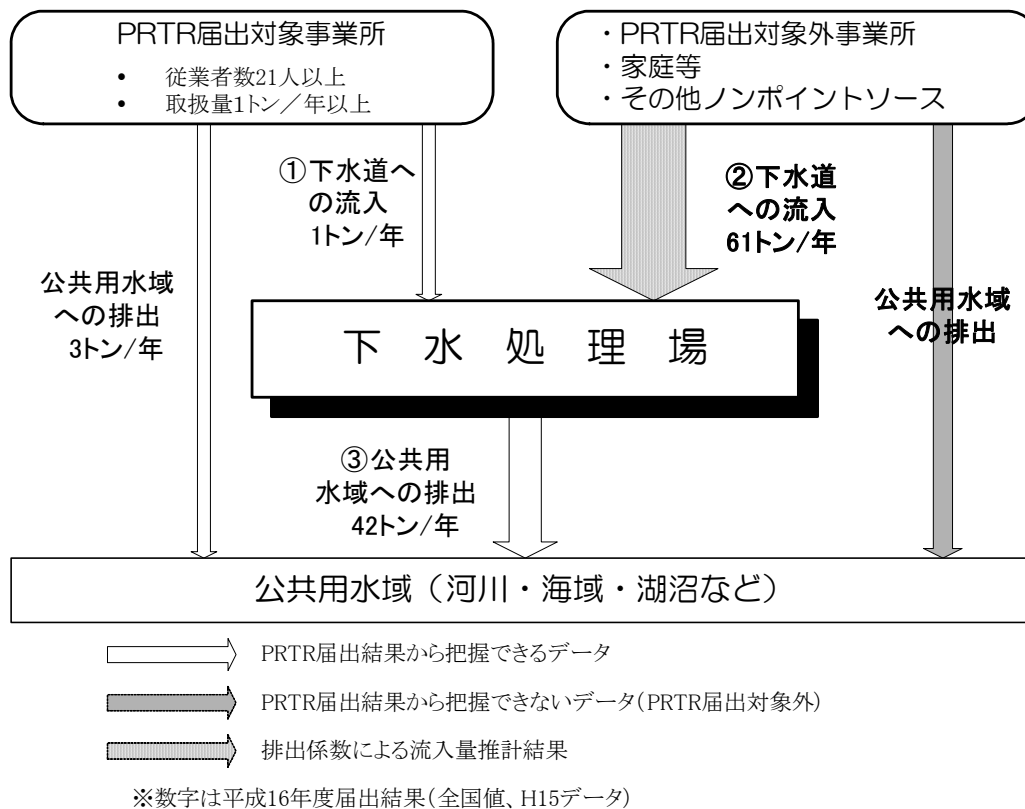 PRTR届出対象事業所
• 従業者数21人以上
• 取扱量1トン／年以上
・PRTR届出対象外事業所
・家庭等
・その他ノンポイントソース
①下水道へ
の流入
1トン/年
②下水道
への流入
61トン/年
公共用水域
への排出
3トン/年
公共用水域
への排出
下水処理場
③公共用
水域への排出
42トン/年
公共用水域（河川・海域・湖沼など）
PRTR届出結果から把握できるデータ
PRTR届出結果から把握できないデータ（PRTR届出対象外）
排出係数による流入量推計結果
※数字は平成16年度届出結果（全国値、H15データ）